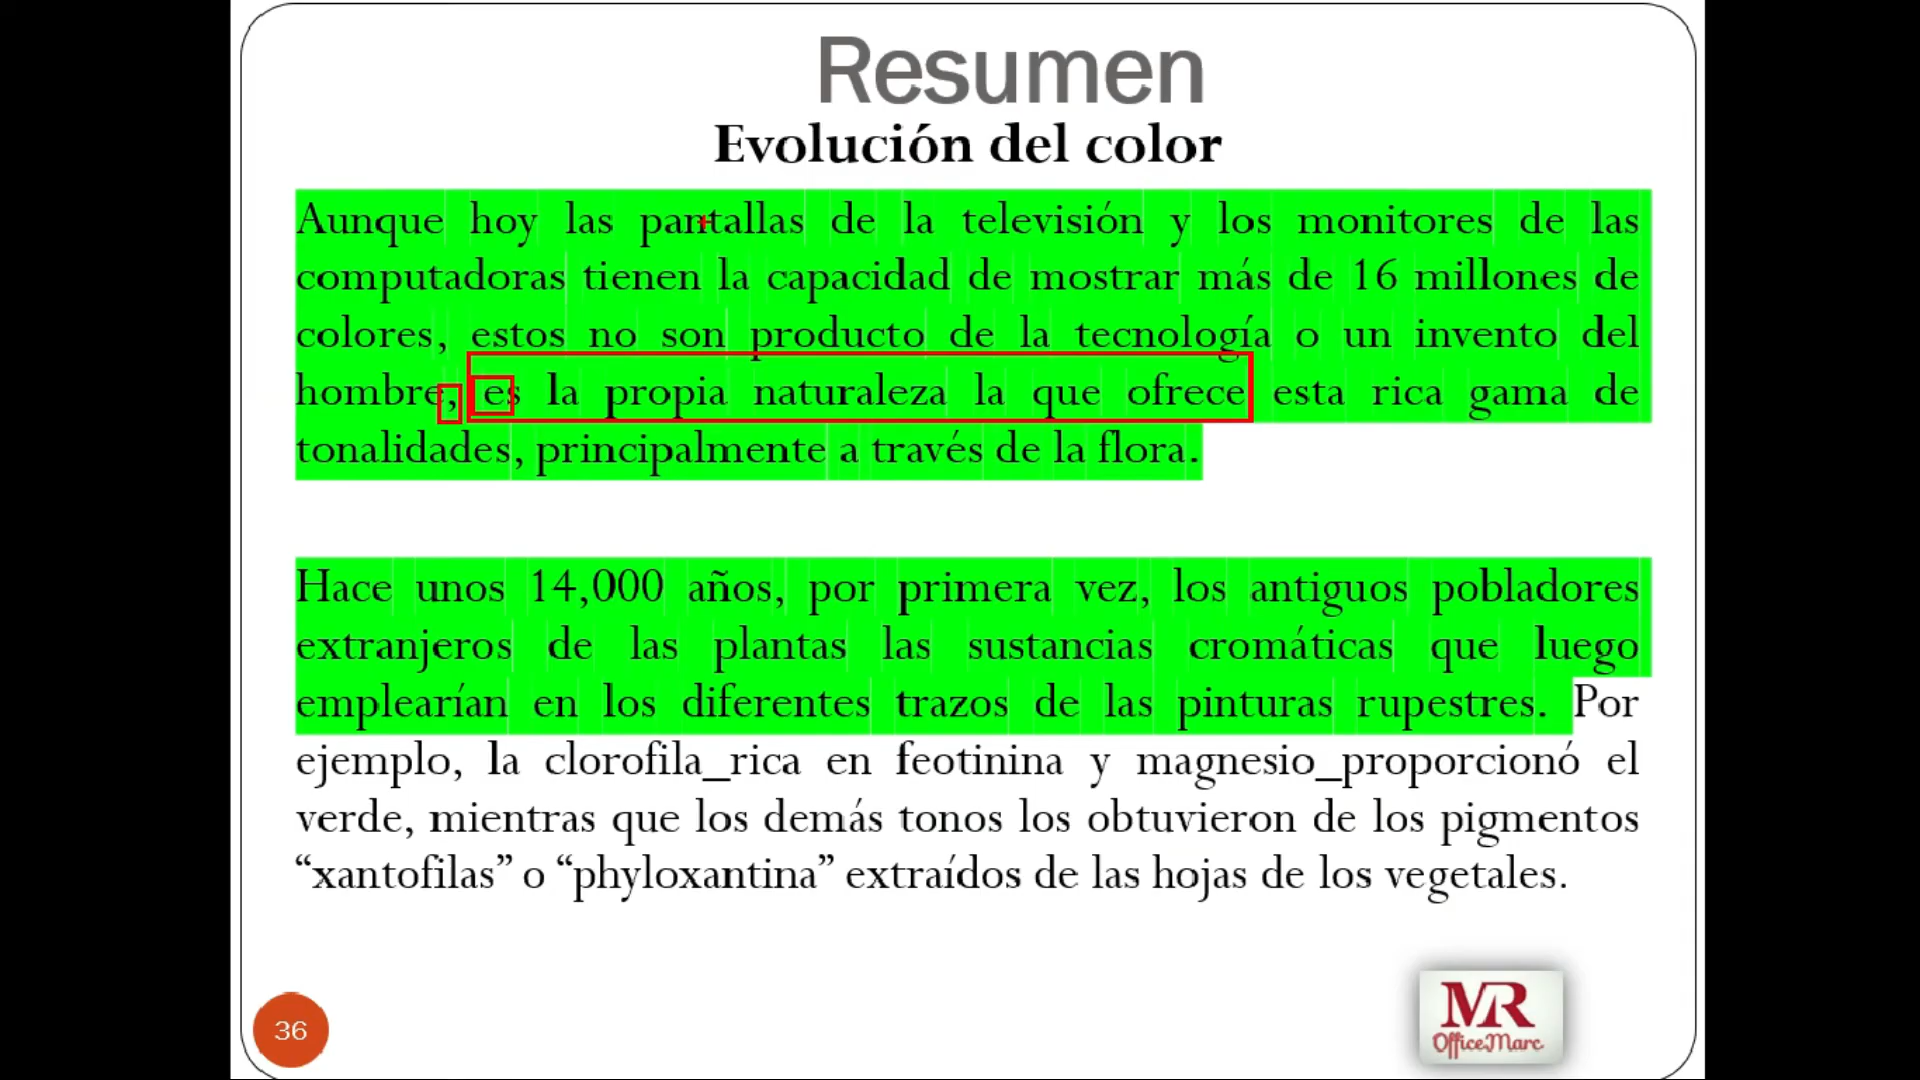 Resumen
Evolución del color
Aunque hoy las pantallas de la televisión y los monitores de las
computadoras tienen la capacidad de mostrar más de 16 millones de
colores, estos no son producto de la tecnología o un invento del
hombre, es la propia naturaleza la que ofrece esta rica gama de
tonalidades, principalmente a través de la flora.
Hace unos 14,000 años, por primera vez, los antiguos pobladores
extranjeros de las plantas las sustancias cromáticas que luego
emplearían en los diferentes trazos de las pinturas rupestres. Por
ejemplo, la clorofila_rica en feotinina y magnesio_proporcionó el
verde, mientras que los demás tonos los obtuvieron de los pigmentos
“xantofilas” o “phyloxantina” extraídos de las hojas de los vegetales.
36
MR
OfficeMarc